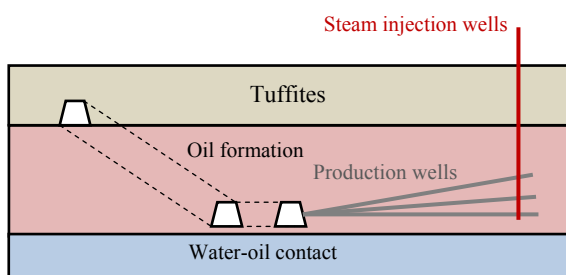 Steam injection wells
Tuffites
Oil formation
Production wells
Water-oil contact